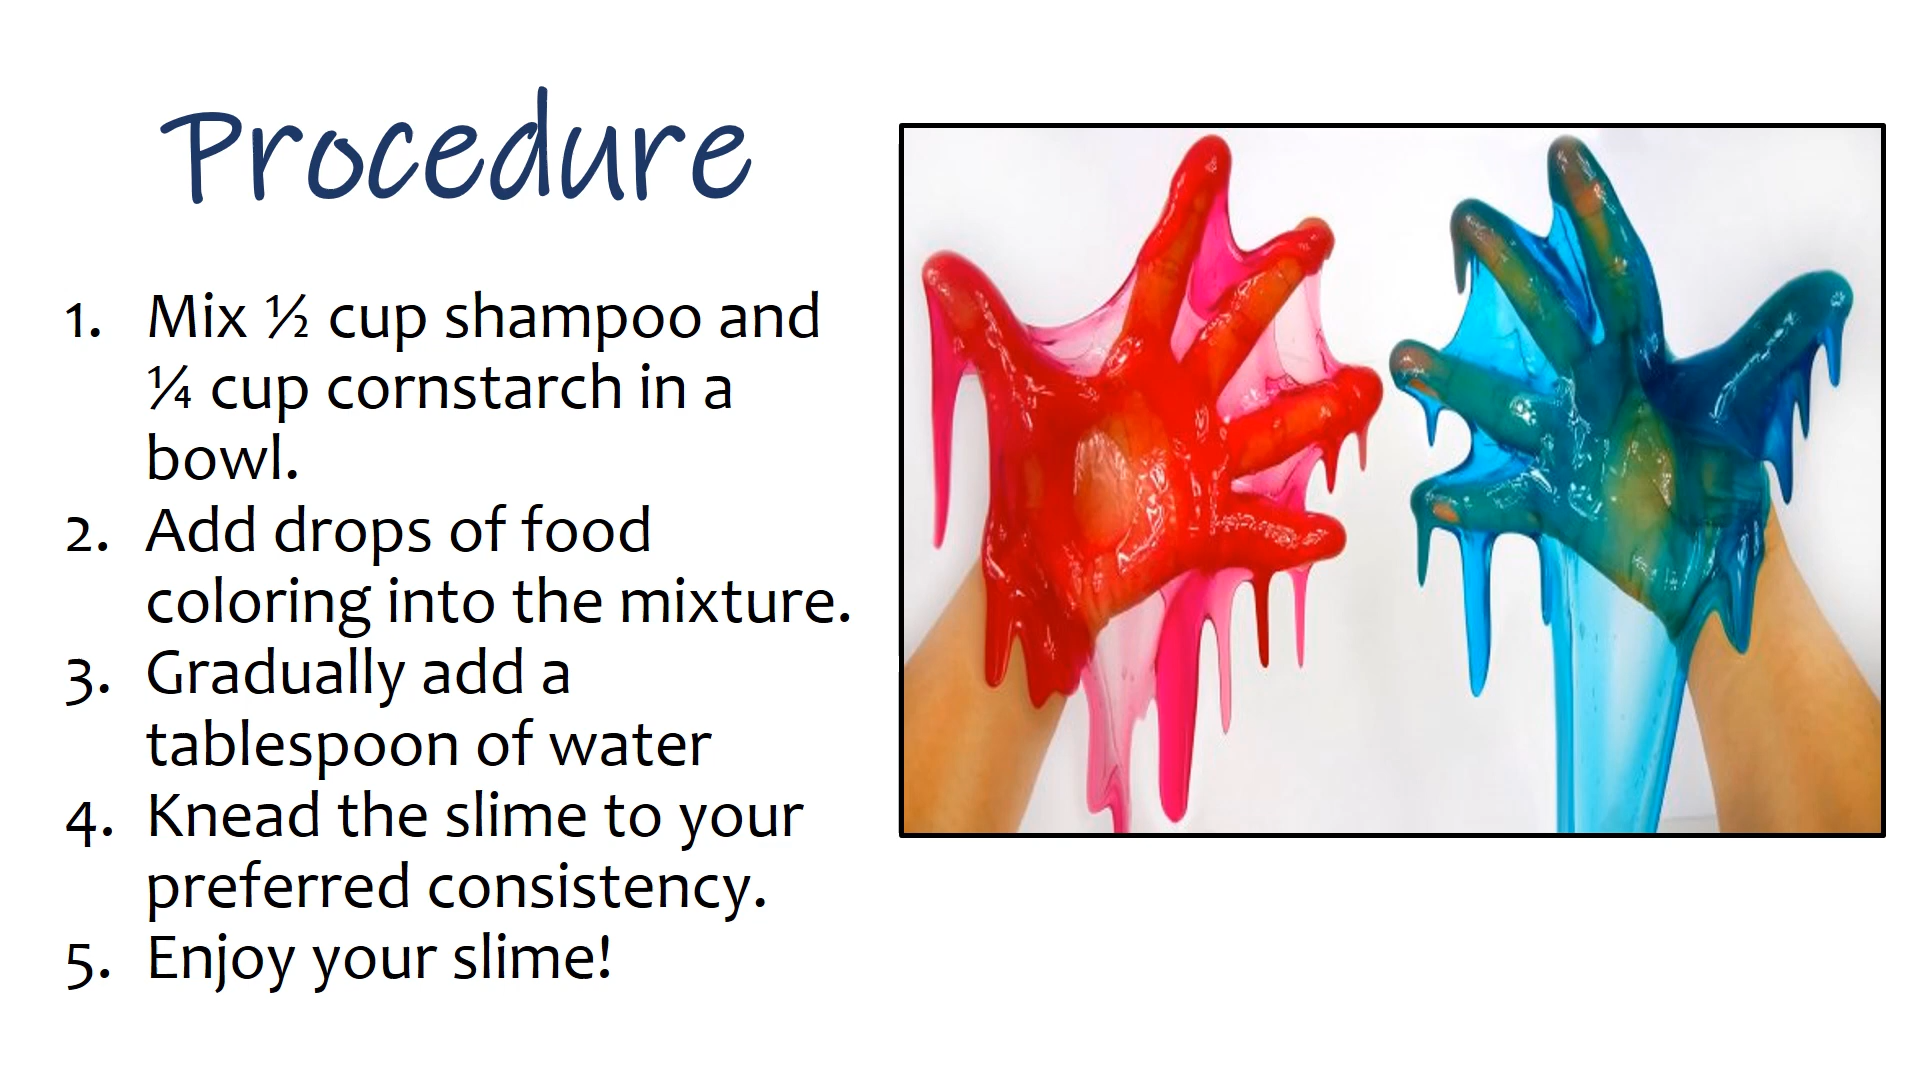 Procedure
1. Mix ½ cup shampoo and
¼ cup cornstarch in a
bowl.
2. Add drops of food
coloring into the mixture.
3. Gradually add a
tablespoon of water
4. Knead the slime to your
preferred consistency.
5. Enjoy your slime!